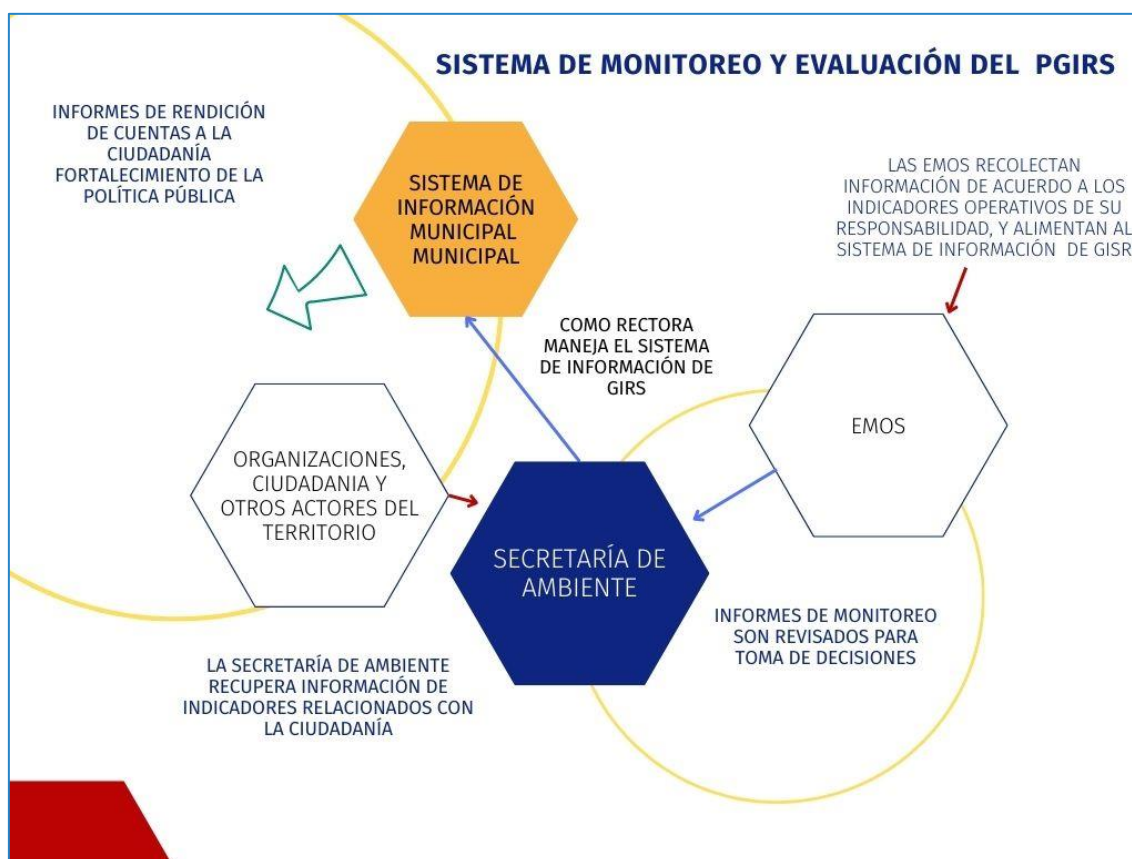 SISTEMA DE MONITOREO Y EVALUACIÓN DEL PGIRS
INFORMES DE RENDICIÓN
DE CUENTAS A LA
CIUDADANÍA
FORTALECIMIENTO DE LA
POLÍTICA PÚBLICA
SISTEMA DE
INFORMACIÓN
MUNICIPAL
MUNICIPAL
LAS EMOS RECOLECTAN
INFORMACIÓN DE ACUERDO A LOS
INDICADORES OPERATIVOS DE SU
RESPONSABILIDAD, Y ALIMENTAN AL
SISTEMA DE INFORMACIÓN DE GISR
COMO RECTORA
MANEJA EL SISTEMA
DE INFORMACIÓN DE
GIRS
EMOS
ORGANIZACIONES,
CIUDADANIA Y
OTROS ACTORES DEL
TERRITORIO
SECRETARÍA DE
AMBIENTE
INFORMES DE MONITOREO
SON REVISADOS PARA
TOMA DE DECISIONES
LA SECRETARÍA DE AMBIENTE
RECUPERA INFORMACIÓN DE
INDICADORES RELACIONADOS CON
LA CIUDADANÍA